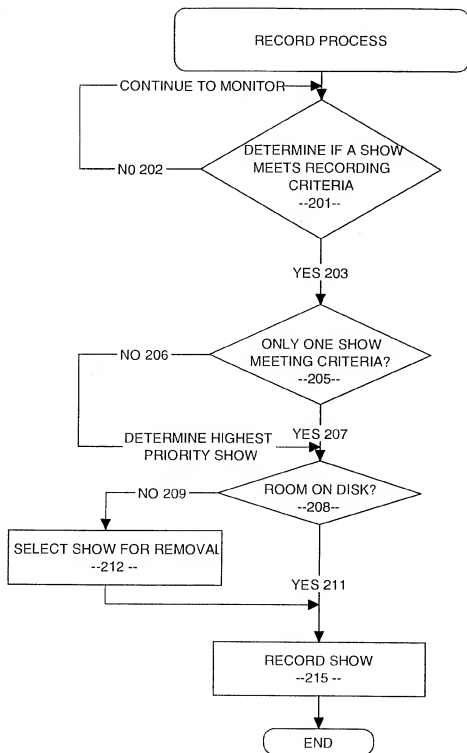 RECORD PROCESS
CONTINUE TO MONITOR
DETERMINE IF A SHOW
MEETS RECORDING
CRITERIA
--201--
N0 202
YES 203
ONLY ONE SHOW
MEETING CRITERIA?
--205--
NO 206
YES 207
DETERMINE HIGHEST
PRIORITY SHOW
ROOM ON DISK?
--208--
NO 209
SELECT SHOW FOR REMOVAL
--212 --
YES 211
RECORD SHOW
--215 --
END